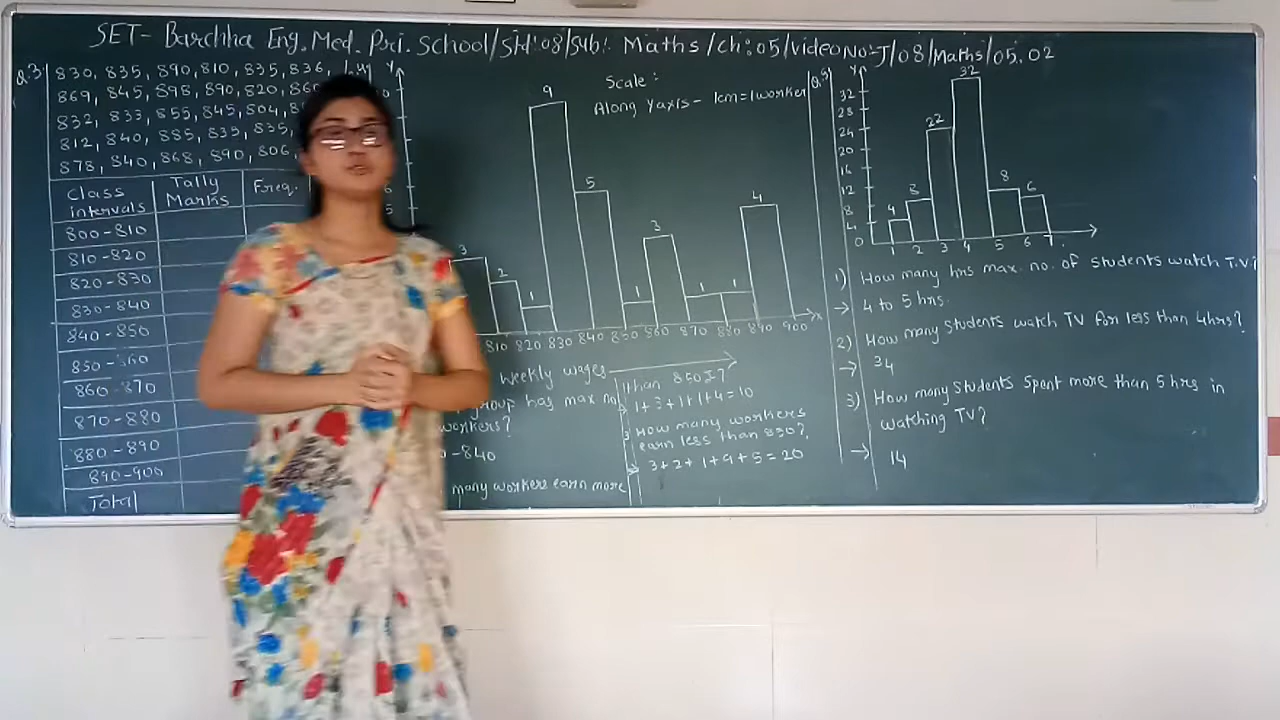 SET- Barchha Eng. Med. Pri. School/Std:08/Sub: Maths/Ch:05/Video No:-J/08/Maths/05.02
Q.3
830, 835, 890, 810, 835, 836,
869, 845, 898, 890, 820, 860
832, 833, 855, 845, 804,
812, 840, 885, 835, 835,
878, 840, 868, 890, 806,
Class intervals Tally Marks Freq.
800-810
810-820
820-830
830-840
840-850
850-860
860-870
870-880
880-890
890-900
Total
Y
6
5
Scale:
Along Y axis - 1cm=1worker
3 2 1 9 5 1 3 1 1 4
810 820 830 840 850 860 870 880 890 900 X
weekly wages
group has max no.
workers?
-840
many workers earn more
than 850?
1+3+1+1+4=10
How many workers
earn less than 850?
3+2+1+9+5=20
Y
32
28
24
20
16
12
8
4
0
4 8 22 32 8 6
1 2 3 4 5 6 7
1) How many hrs max. no. of students watch T.V?
→ 4 to 5 hrs.
2) How many students watch TV for less than 4hrs?
→ 34
3) How many students spent more than 5 hrs in
watching TV?
→ 14